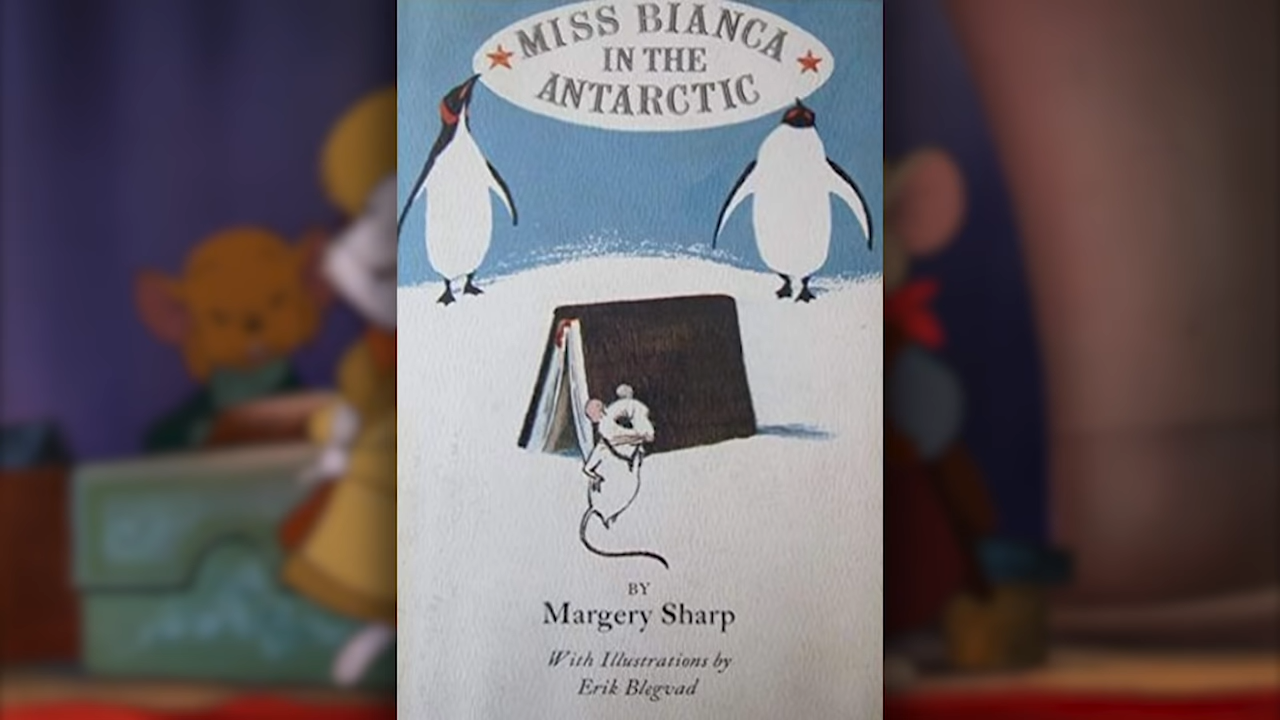 MISS BIANCA
IN THE
ANTARCTIC
BY
Margery Sharp
With Illustrations by
Erik Blegvad